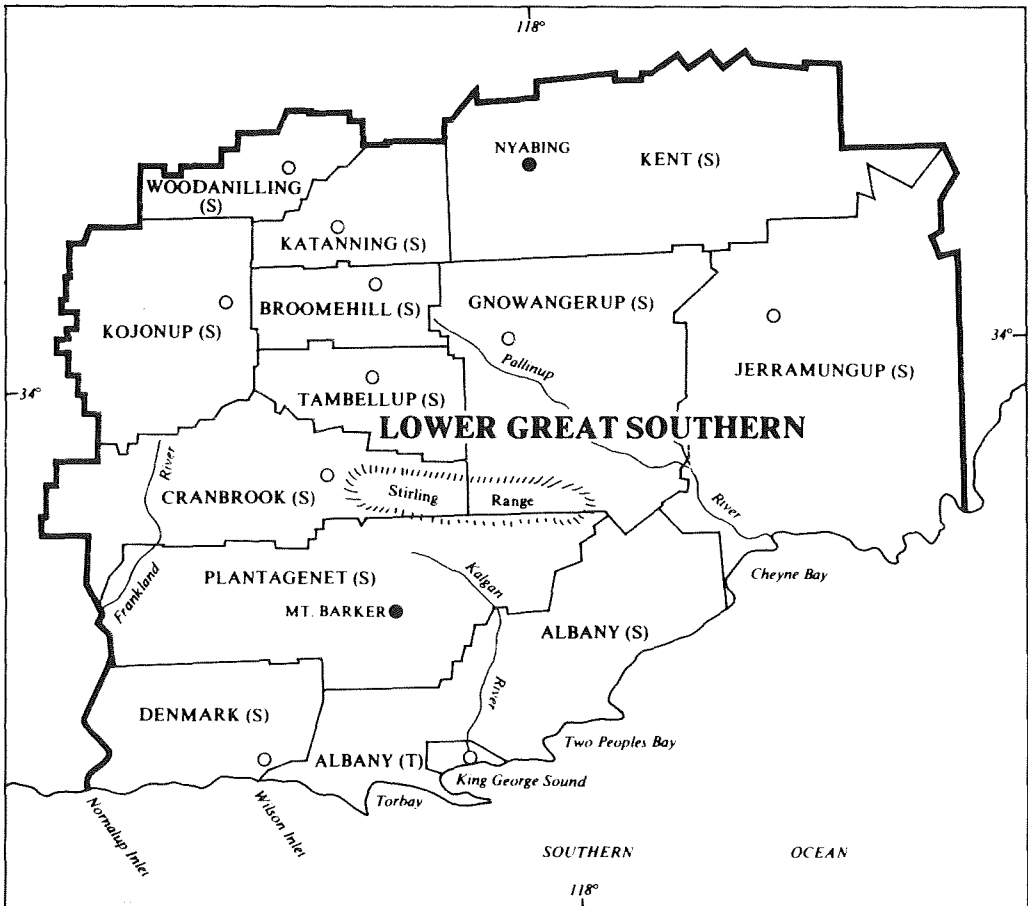 118°
NYABING
KENT (S)
WOODANILLING
(S)
KATANNING (S)
BROOMEHILL (S)
GNOWANGERUP (S)
KOJONUP (S)
34°
Pallinup
JERRAMUNGUP (S)
34°
TAMBELLUP (S)
LOWER GREAT SOUTHERN
River
CRANBROOK (S)
Stirling
Range
River
Frankland
PLANTAGENET (S)
Kalgan
Cheyne Bay
MT. BARKER
ALBANY (S)
River
DENMARK (S)
Two Peoples Bay
ALBANY (T)
King George Sound
Torbay
Nornalup Inlet
Wilson Inlet
SOUTHERN OCEAN
118°